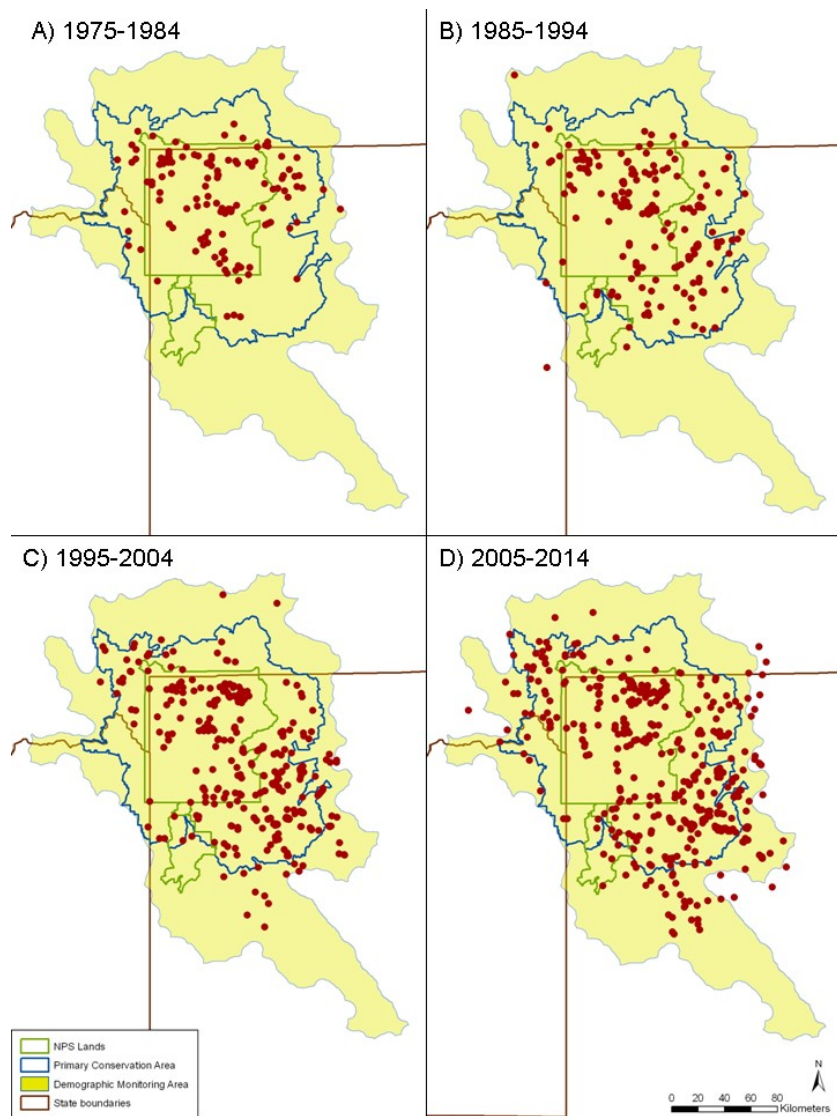 A) 1975-1984
B) 1985-1994
C) 1995-2004
D) 2005-2014
NPS Lands
Primary Conservation Area
Demographic Monitoring Area
State boundaries
N
0 10 20 40 60 80
Kilometers